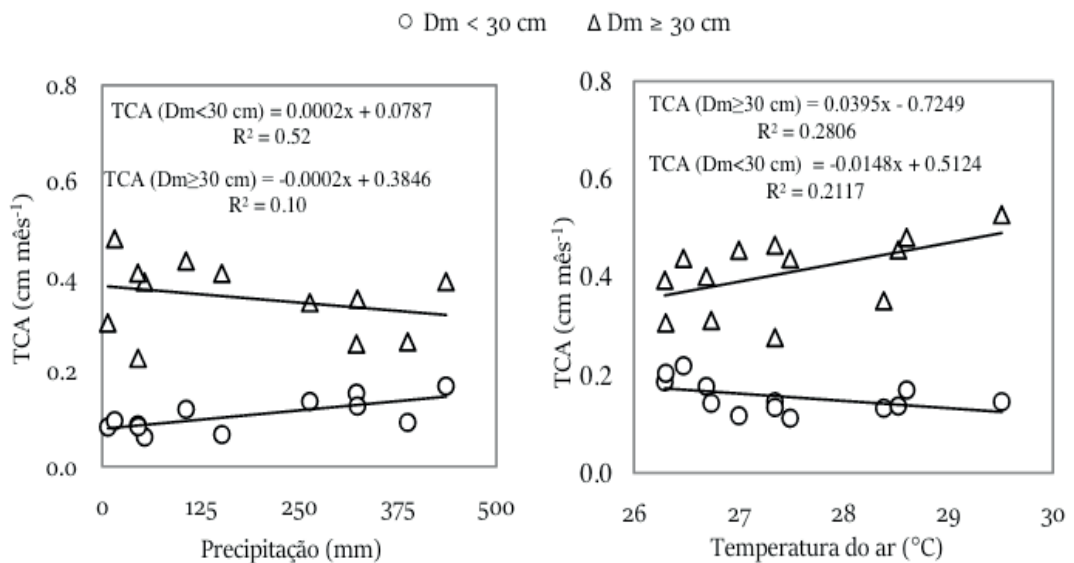 ○ Dm < 30 cm △ Dm ≥ 30 cm
TCA (Dm<30 cm) = 0.0002x + 0.0787
R² = 0.52
TCA (Dm≥30 cm) = -0.0002x + 0.3846
R² = 0.10
TCA (cm mês⁻¹)
0.8
0.6
0.4
0.2
0.0
0 125 250 375 500
Precipitação (mm)
TCA (Dm≥30 cm) = 0.0395x - 0.7249
R² = 0.2806
TCA (Dm<30 cm) = -0.0148x + 0.5124
R² = 0.2117
TCA (cm mês⁻¹)
0.8
0.6
0.4
0.2
0.0
26 27 28 29 30
Temperatura do ar (°C)